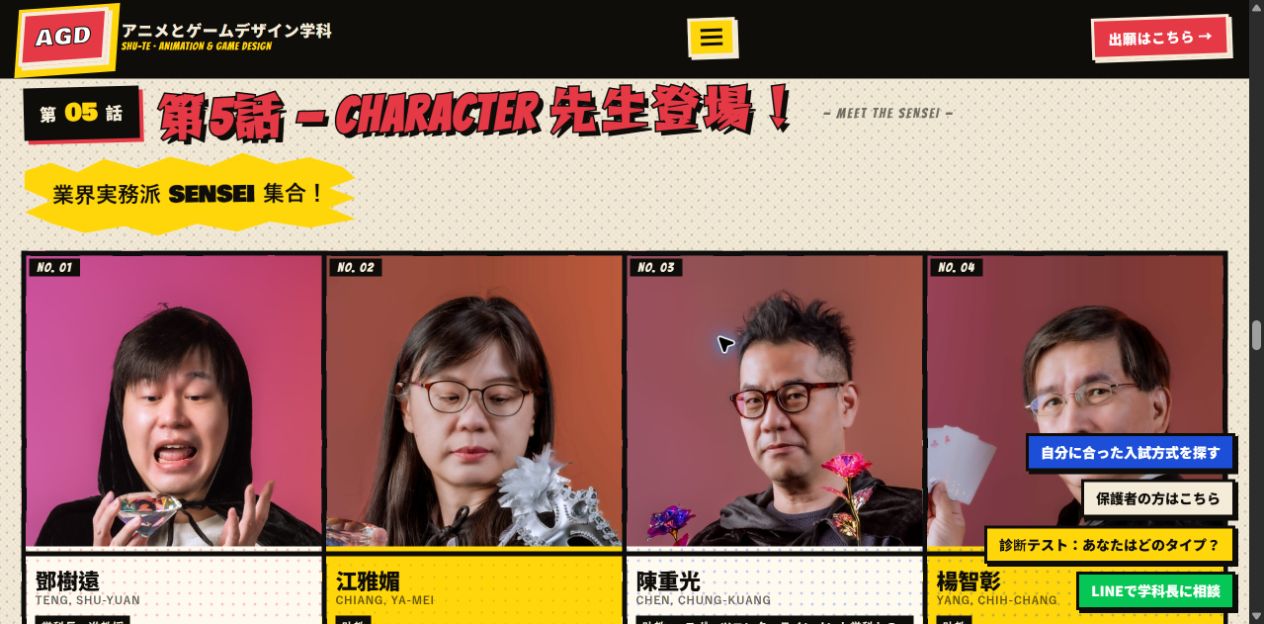 AGD
アニメとゲームデザイン学科
SHU-TE · ANIMATION & GAME DESIGN
出願はこちら →
第 05 話
第5話 – CHARACTER 先生登場！
– MEET THE SENSEI –
業界実務派 SENSEI 集合！
NO. 01
NO. 02
NO. 03
NO. 04
自分に合った入試方式を探す
保護者の方はこちら
診断テスト：あなたはどのタイプ？
LINEで学科長に相談
鄧樹遠
TENG, SHU-YUAN
江雅媚
CHIANG, YA-MEI
陳重光
CHEN, CHUNG-KUANG
楊智彰
YANG, CHIH-CHANG